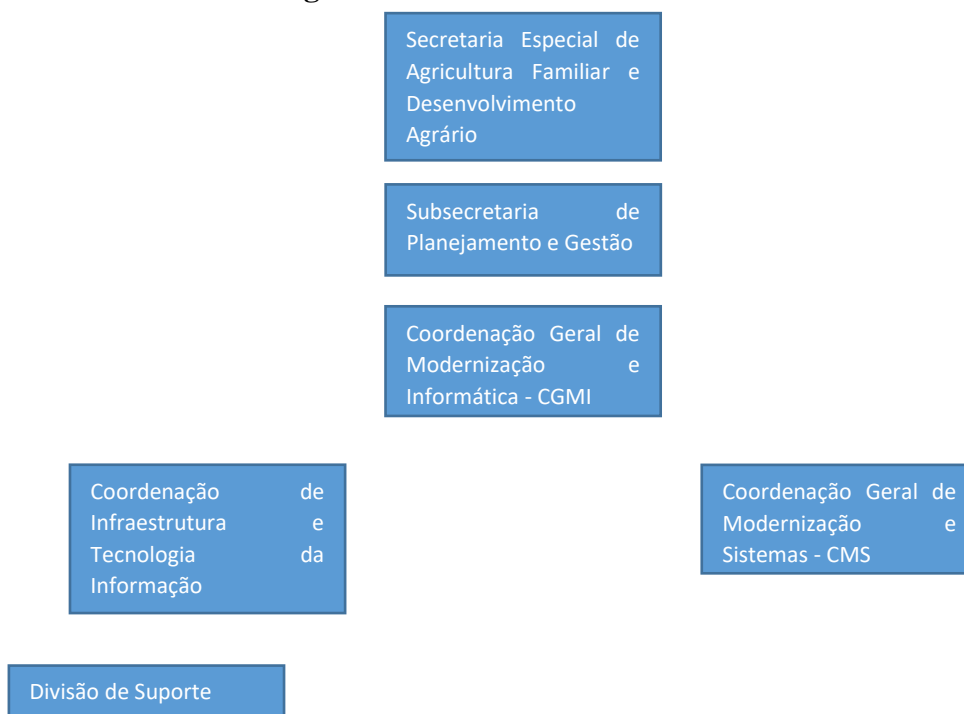 Secretaria Especial de
Agricultura Familiar e
Desenvolvimento
Agrário
Subsecretaria de
Planejamento e Gestão
Coordenação Geral de
Modernização e
Informática - CGMI
Coordenação de
Infraestrutura e
Tecnologia da
Informação
Coordenação Geral de
Modernização e
Sistemas - CMS
Divisão de Suporte